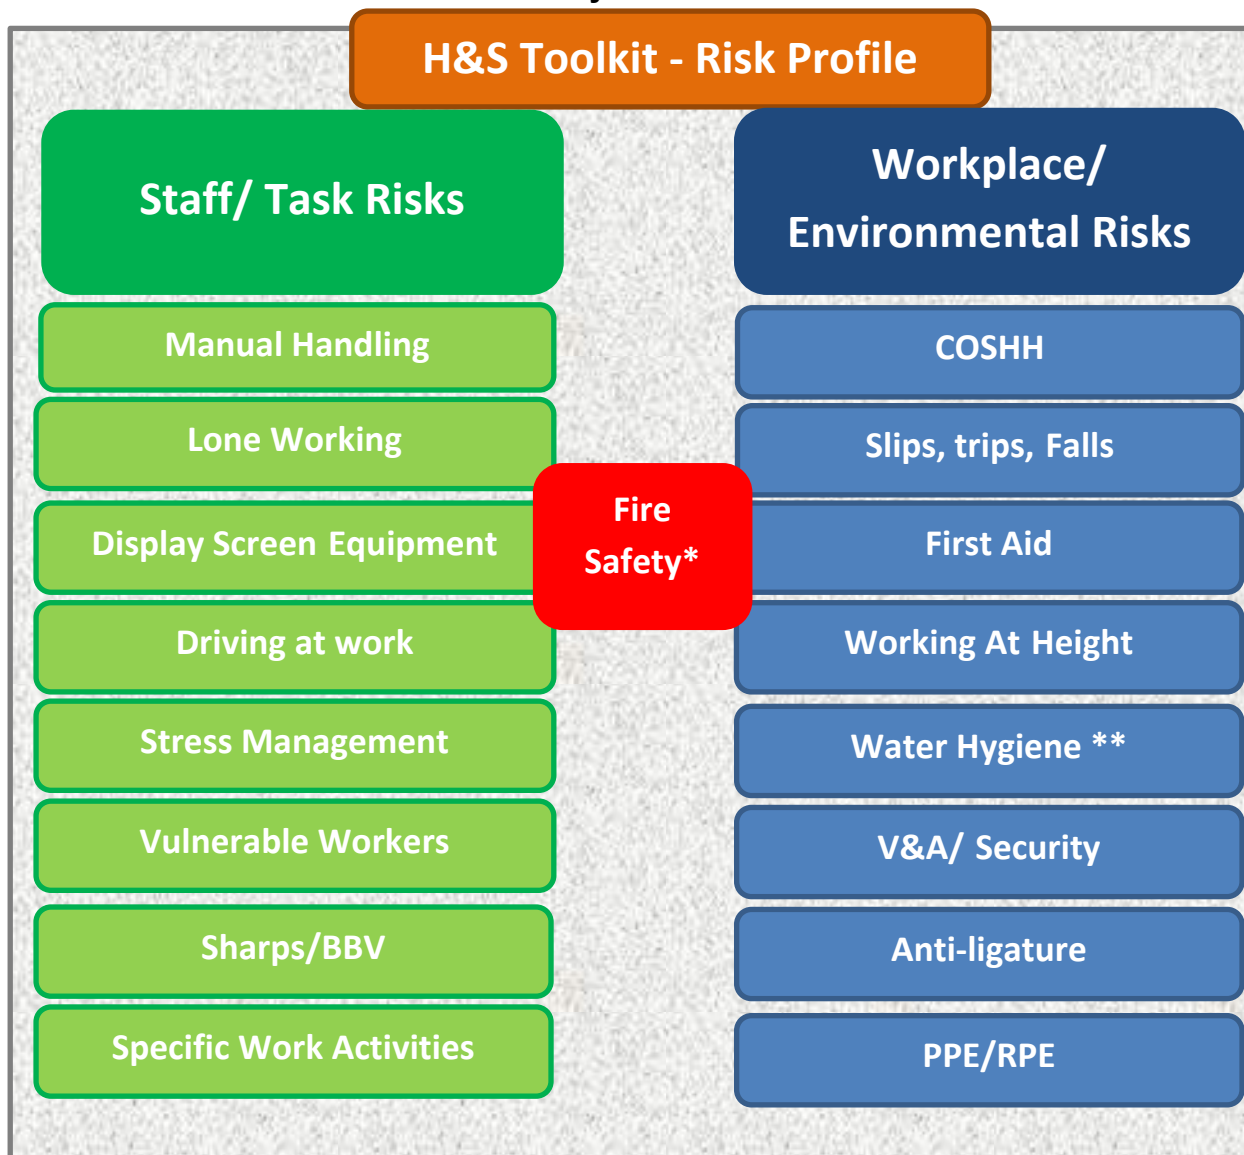 H&S Toolkit - Risk Profile
Staff/ Task Risks
Manual Handling
Lone Working
Display Screen Equipment
Driving at work
Stress Management
Vulnerable Workers
Sharps/BBV
Specific Work Activities
Fire
Safety*
Workplace/
Environmental Risks
COSHH
Slips, trips, Falls
First Aid
Working At Height
Water Hygiene **
V&A/ Security
Anti-ligature
PPE/RPE